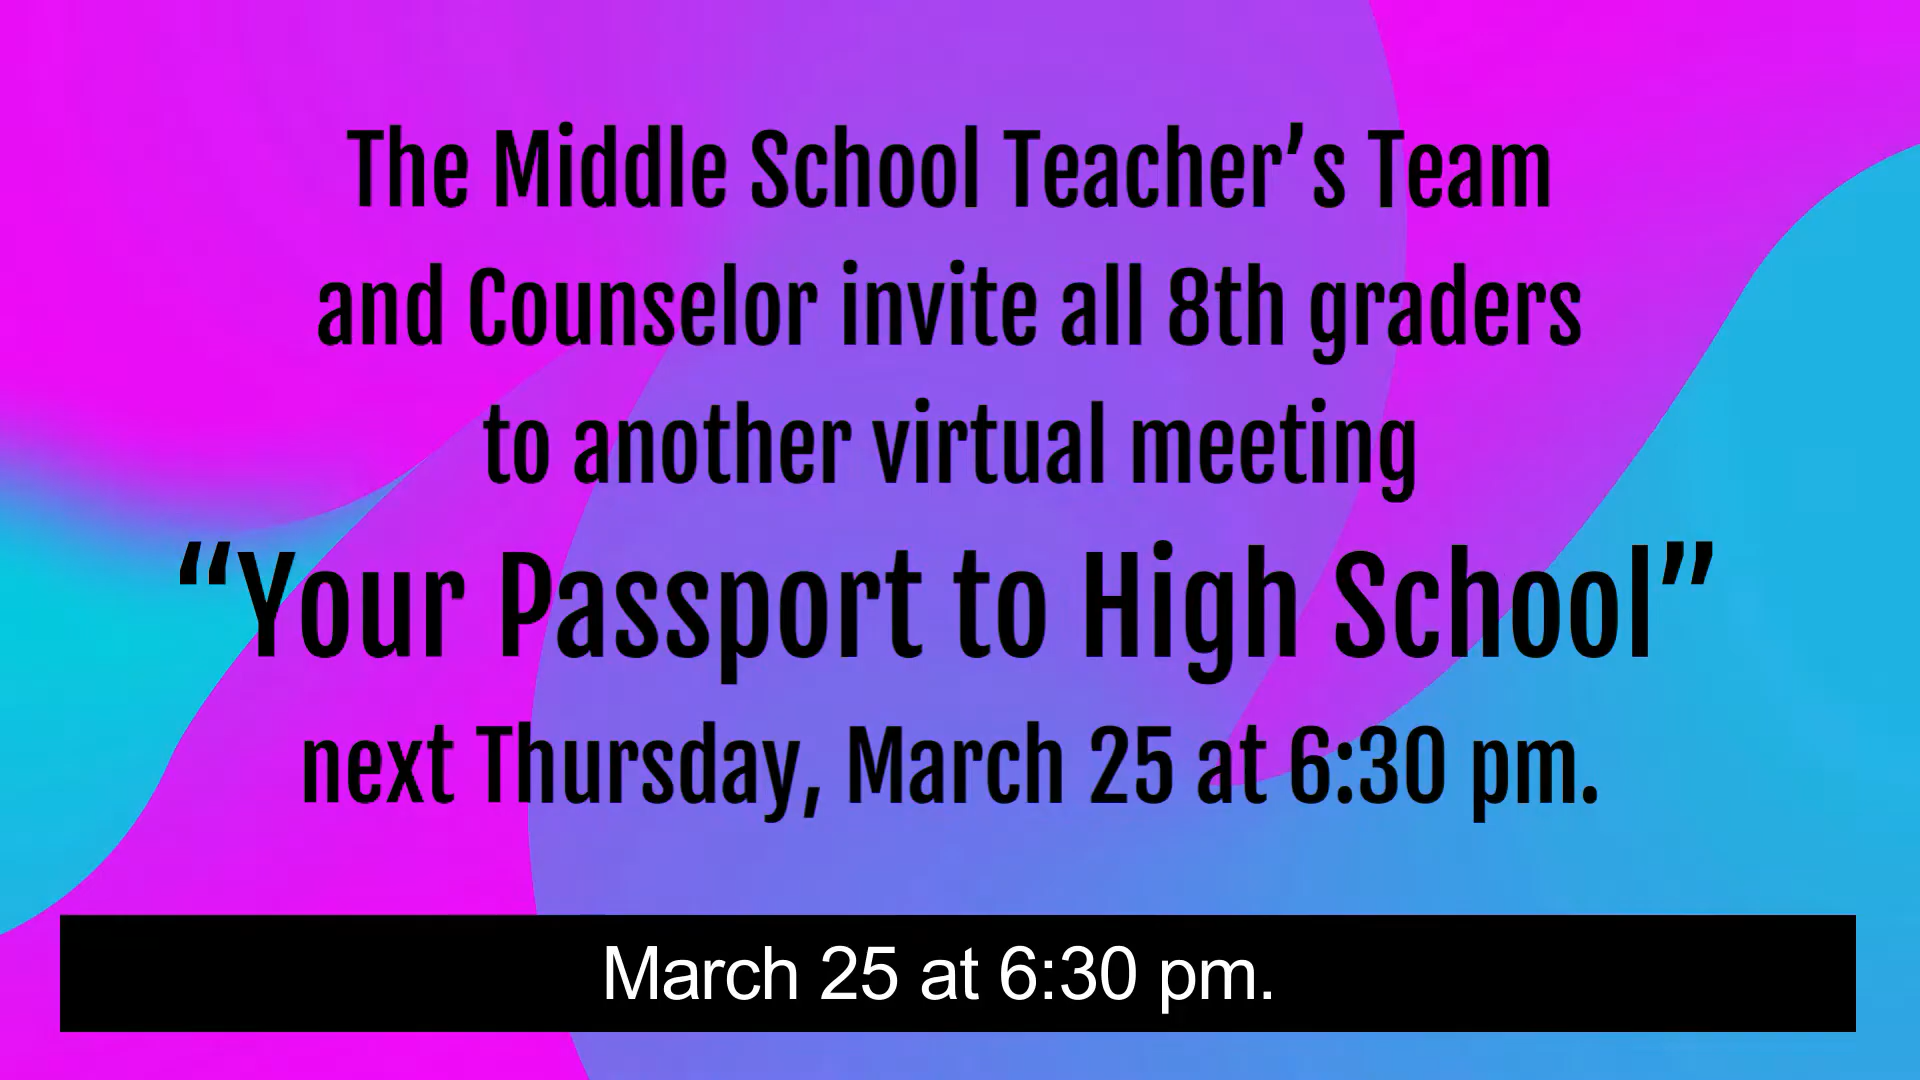 The Middle School Teacher’s Team
and Counselor invite all 8th graders
to another virtual meeting
“Your Passport to High School”
next Thursday, March 25 at 6:30 pm.
March 25 at 6:30 pm.